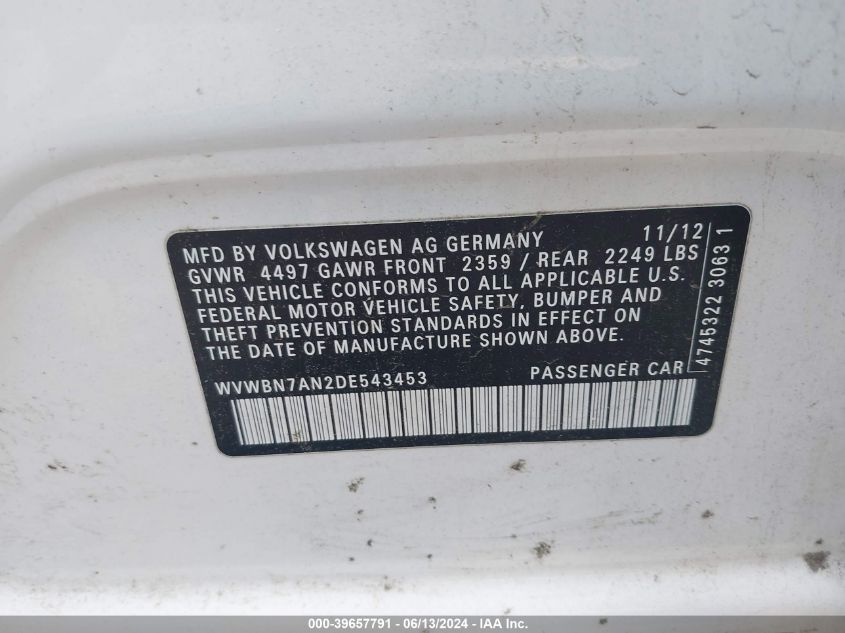 MFD BY VOLKSWAGEN AG GERMANY 11/12
GVWR 4497 GAWR FRONT 2359 / REAR 2249 LBS
THIS VEHICLE CONFORMS TO ALL APPLICABLE U.S.
FEDERAL MOTOR VEHICLE SAFETY, BUMPER AND
THEFT PREVENTION STANDARDS IN EFFECT ON
THE DATE OF MANUFACTURE SHOWN ABOVE.
WVWBN7AN2DE543453 PASSENGER CAR
4745322 3063 1
000-39657791 - 06/13/2024 - IAA, Inc.